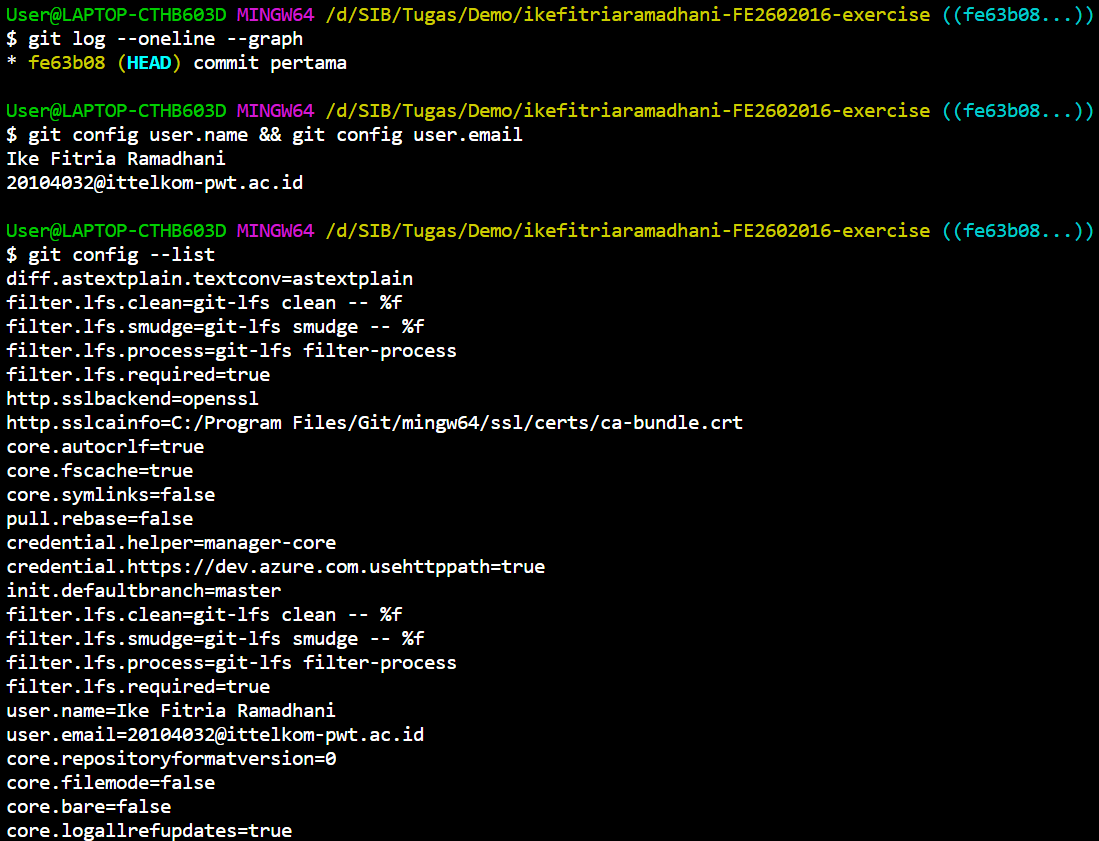 User@LAPTOP-CTHB603D MINGW64 /d/SIB/Tugas/Demo/ikefitriaramadhani-FE2602016-exercise ((fe63b08...))
$ git log --oneline --graph
* fe63b08 (HEAD) commit pertama

User@LAPTOP-CTHB603D MINGW64 /d/SIB/Tugas/Demo/ikefitriaramadhani-FE2602016-exercise ((fe63b08...))
$ git config user.name && git config user.email
Ike Fitria Ramadhani
20104032@ittelkom-pwt.ac.id

User@LAPTOP-CTHB603D MINGW64 /d/SIB/Tugas/Demo/ikefitriaramadhani-FE2602016-exercise ((fe63b08...))
$ git config --list
diff.astextplain.textconv=astextplain
filter.lfs.clean=git-lfs clean -- %f
filter.lfs.smudge=git-lfs smudge -- %f
filter.lfs.process=git-lfs filter-process
filter.lfs.required=true
http.sslbackend=openssl
http.sslcainfo=C:/Program Files/Git/mingw64/ssl/certs/ca-bundle.crt
core.autocrlf=true
core.fscache=true
core.symlinks=false
pull.rebase=false
credential.helper=manager-core
credential.https://dev.azure.com.usehttppath=true
init.defaultbranch=master
filter.lfs.clean=git-lfs clean -- %f
filter.lfs.smudge=git-lfs smudge -- %f
filter.lfs.process=git-lfs filter-process
filter.lfs.required=true
user.name=Ike Fitria Ramadhani
user.email=20104032@ittelkom-pwt.ac.id
core.repositoryformatversion=0
core.filemode=false
core.bare=false
core.logallrefupdates=true